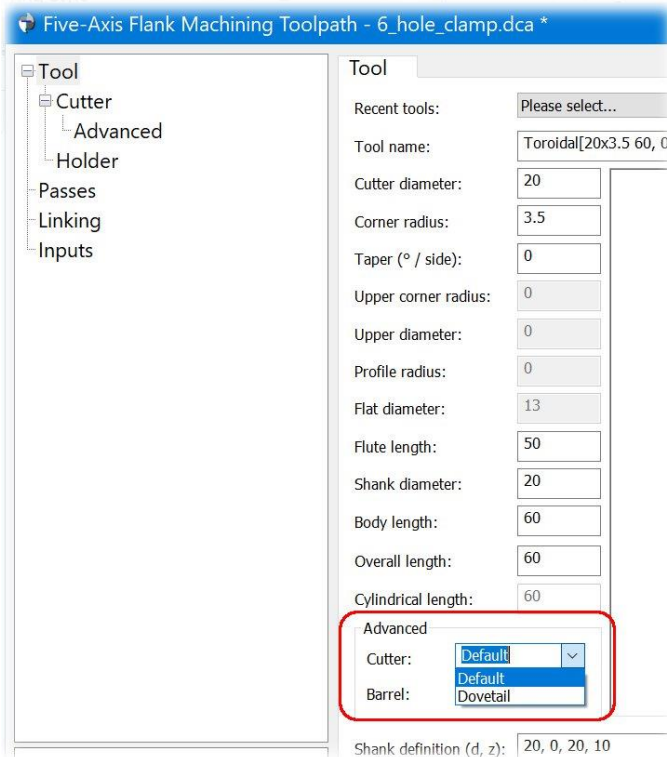 Five-Axis Flank Machining Toolpath - 6_hole_clamp.dca *
Tool
Cutter
Advanced
Holder
Passes
Linking
Inputs
Tool
Recent tools: Please select...
Tool name: Toroidal[20x3.5 60, 0
Cutter diameter: 20
Corner radius: 3.5
Taper (° / side): 0
Upper corner radius: 0
Upper diameter: 0
Profile radius: 0
Flat diameter: 13
Flute length: 50
Shank diameter: 20
Body length: 60
Overall length: 60
Cylindrical length: 60
Advanced
Cutter: Default
Default
Barrel: Dovetail
Shank definition (d, z): 20, 0, 20, 10